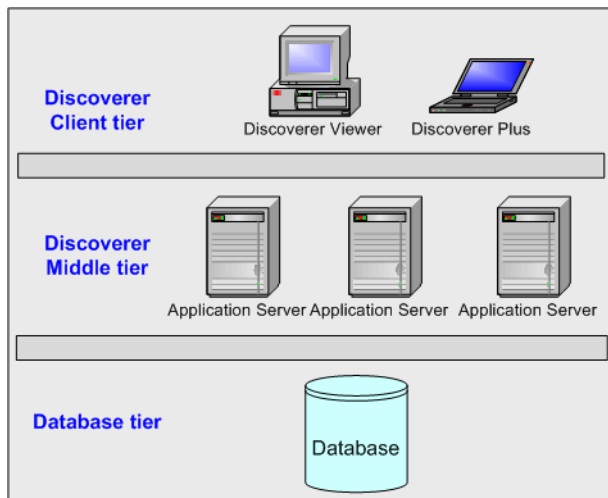 Discoverer
Client tier
Discoverer Viewer
Discoverer Plus
Discoverer
Middle tier
Application Server
Application Server
Application Server
Database tier
Database